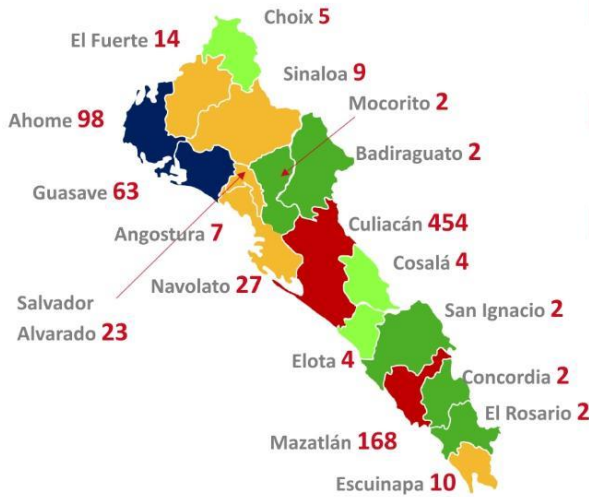 Choix 5
El Fuerte 14
Sinaloa 9
Mocorito 2
Ahome 98
Badiraguato 2
Guasave 63
Culiacán 454
Angostura 7
Cosalá 4
Navolato 27
Salvador
Alvarado 23
San Ignacio 2
Elota 4
Concordia 2
El Rosario 2
Mazatlán 168
Escuinapa 10